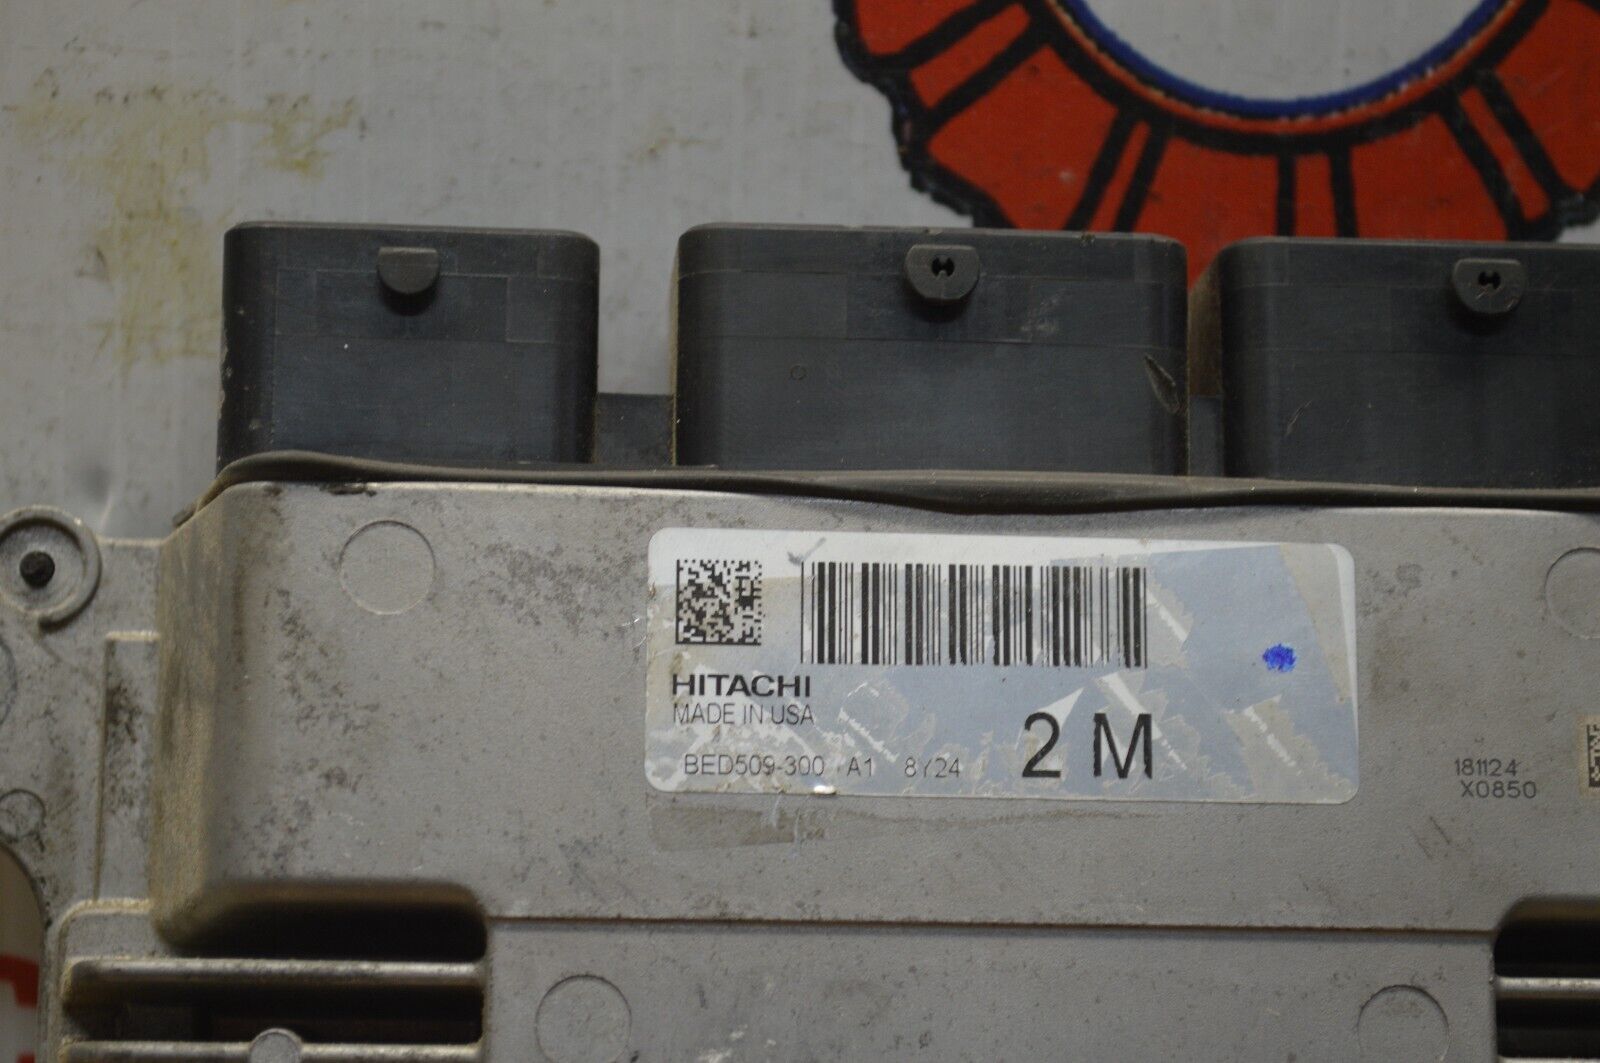 HITACHI
MADE IN USA
BED509-300 A1 8Y24 2 M
181124
X0850